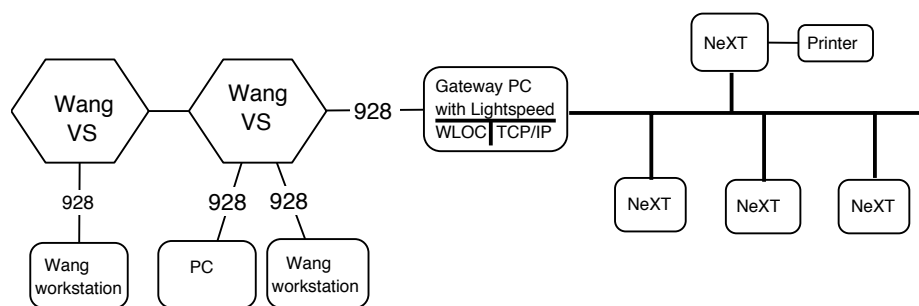 NeXT
Printer
Wang
VS
Wang
VS
928
Gateway PC
with Lightspeed
WLOC TCP/IP
928
928
928
NeXT
NeXT
NeXT
Wang
workstation
PC
Wang
workstation